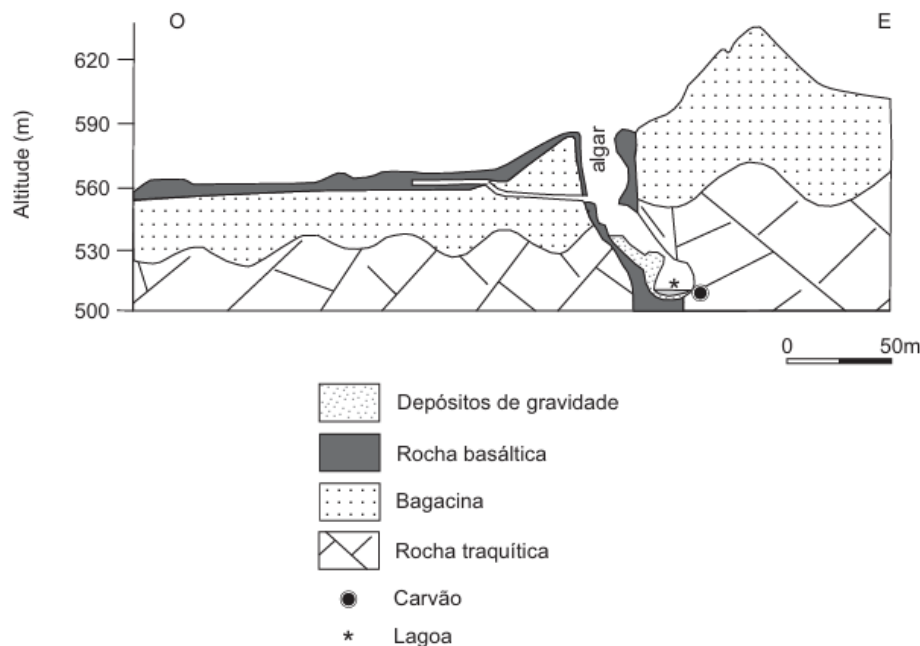 O
E
620
590
560
530
500
Altitude (m)
algar
*
0 50m
Depósitos de gravidade
Rocha basáltica
Bagacina
Rocha traquítica
Carvão
* Lagoa